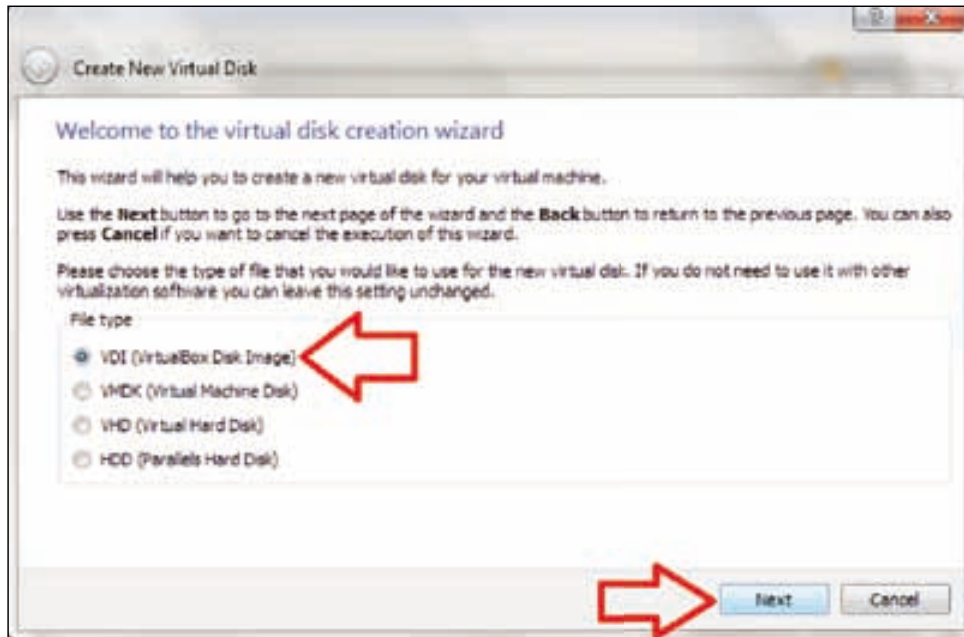 Create New Virtual Disk
Welcome to the virtual disk creation wizard
This wizard will help you to create a new virtual disk for your virtual machine.
Use the Next button to go to the next page of the wizard and the Back button to return to the previous page. You can also
press Cancel if you want to cancel the execution of this wizard.
Please choose the type of file that you would like to use for the new virtual disk. If you do not need to use it with other
virtualization software you can leave this setting unchanged.
File type
VDI (VirtualBox Disk Image)
VMDK (Virtual Machine Disk)
VHD (Virtual Hard Disk)
HDD (Parallels Hard Disk)
Next
Cancel